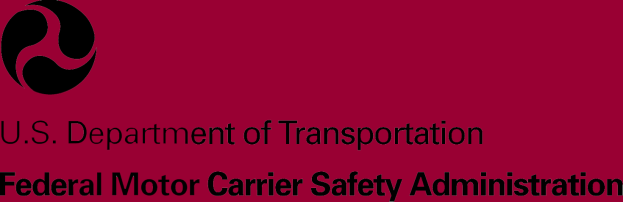 U.S. Department of Transportation
Federal Motor Carrier Safety Administration